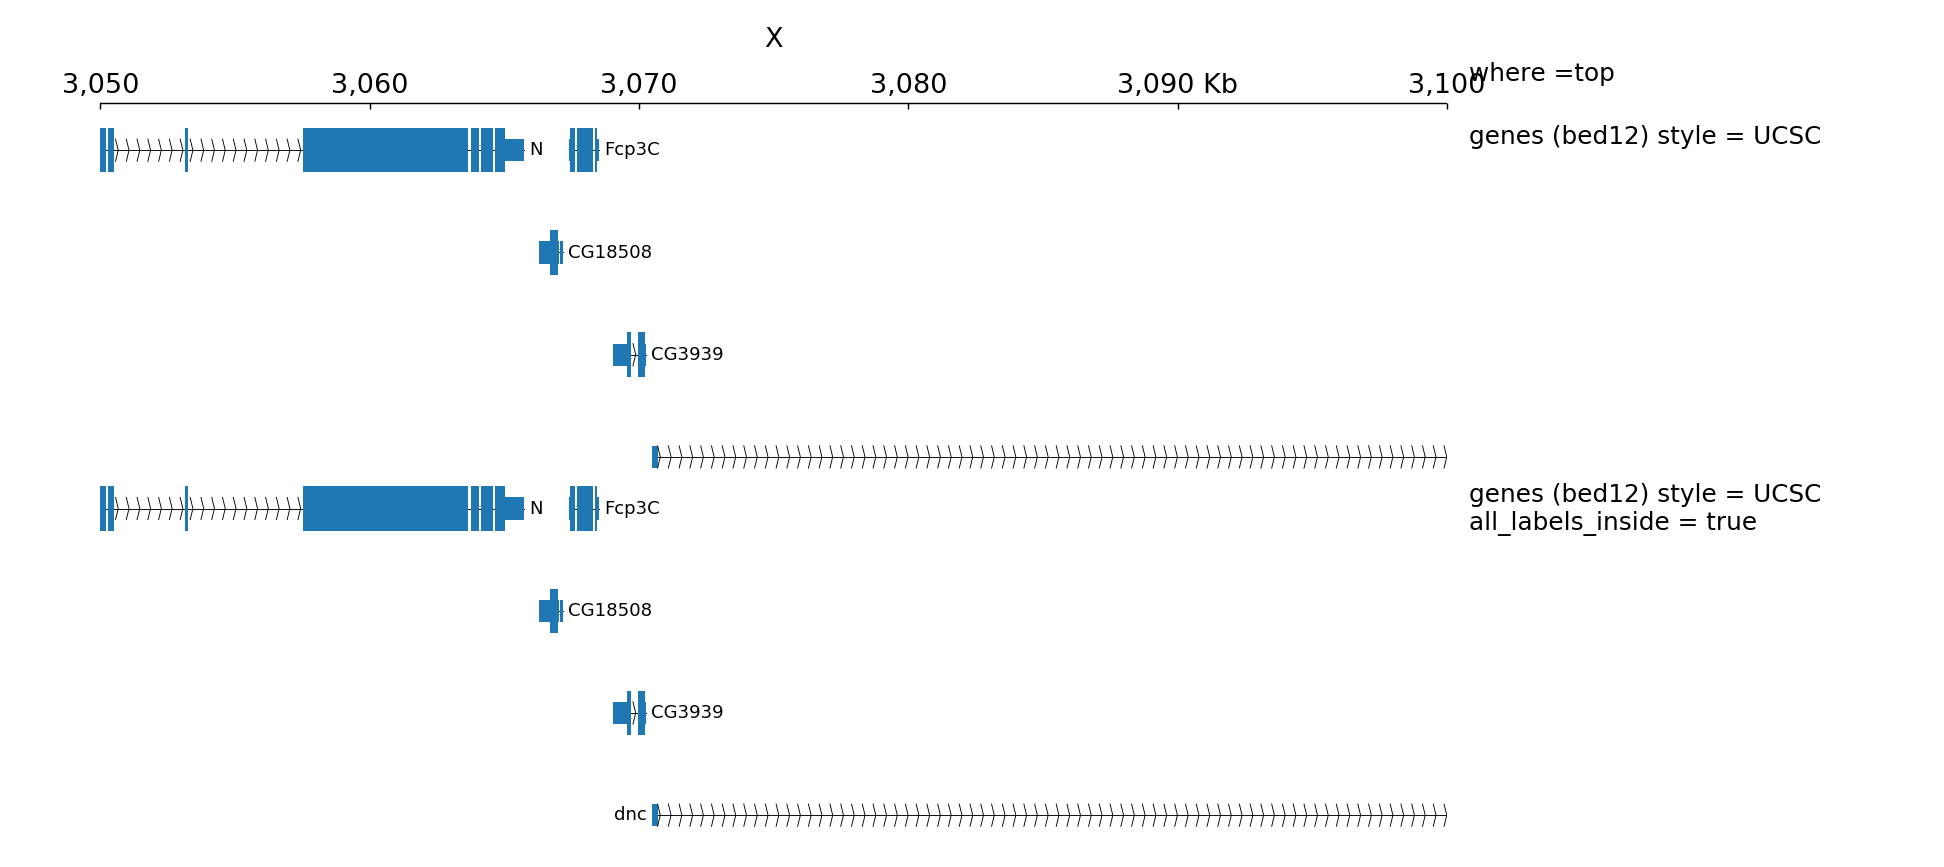 X
3,050 3,060 3,070 3,080 3,090 Kb 3,100
where =top
genes (bed12) style = UCSC
N Fcp3C
CG18508
CG3939
genes (bed12) style = UCSC
all_labels_inside = true
N Fcp3C
CG18508
CG3939
dnc